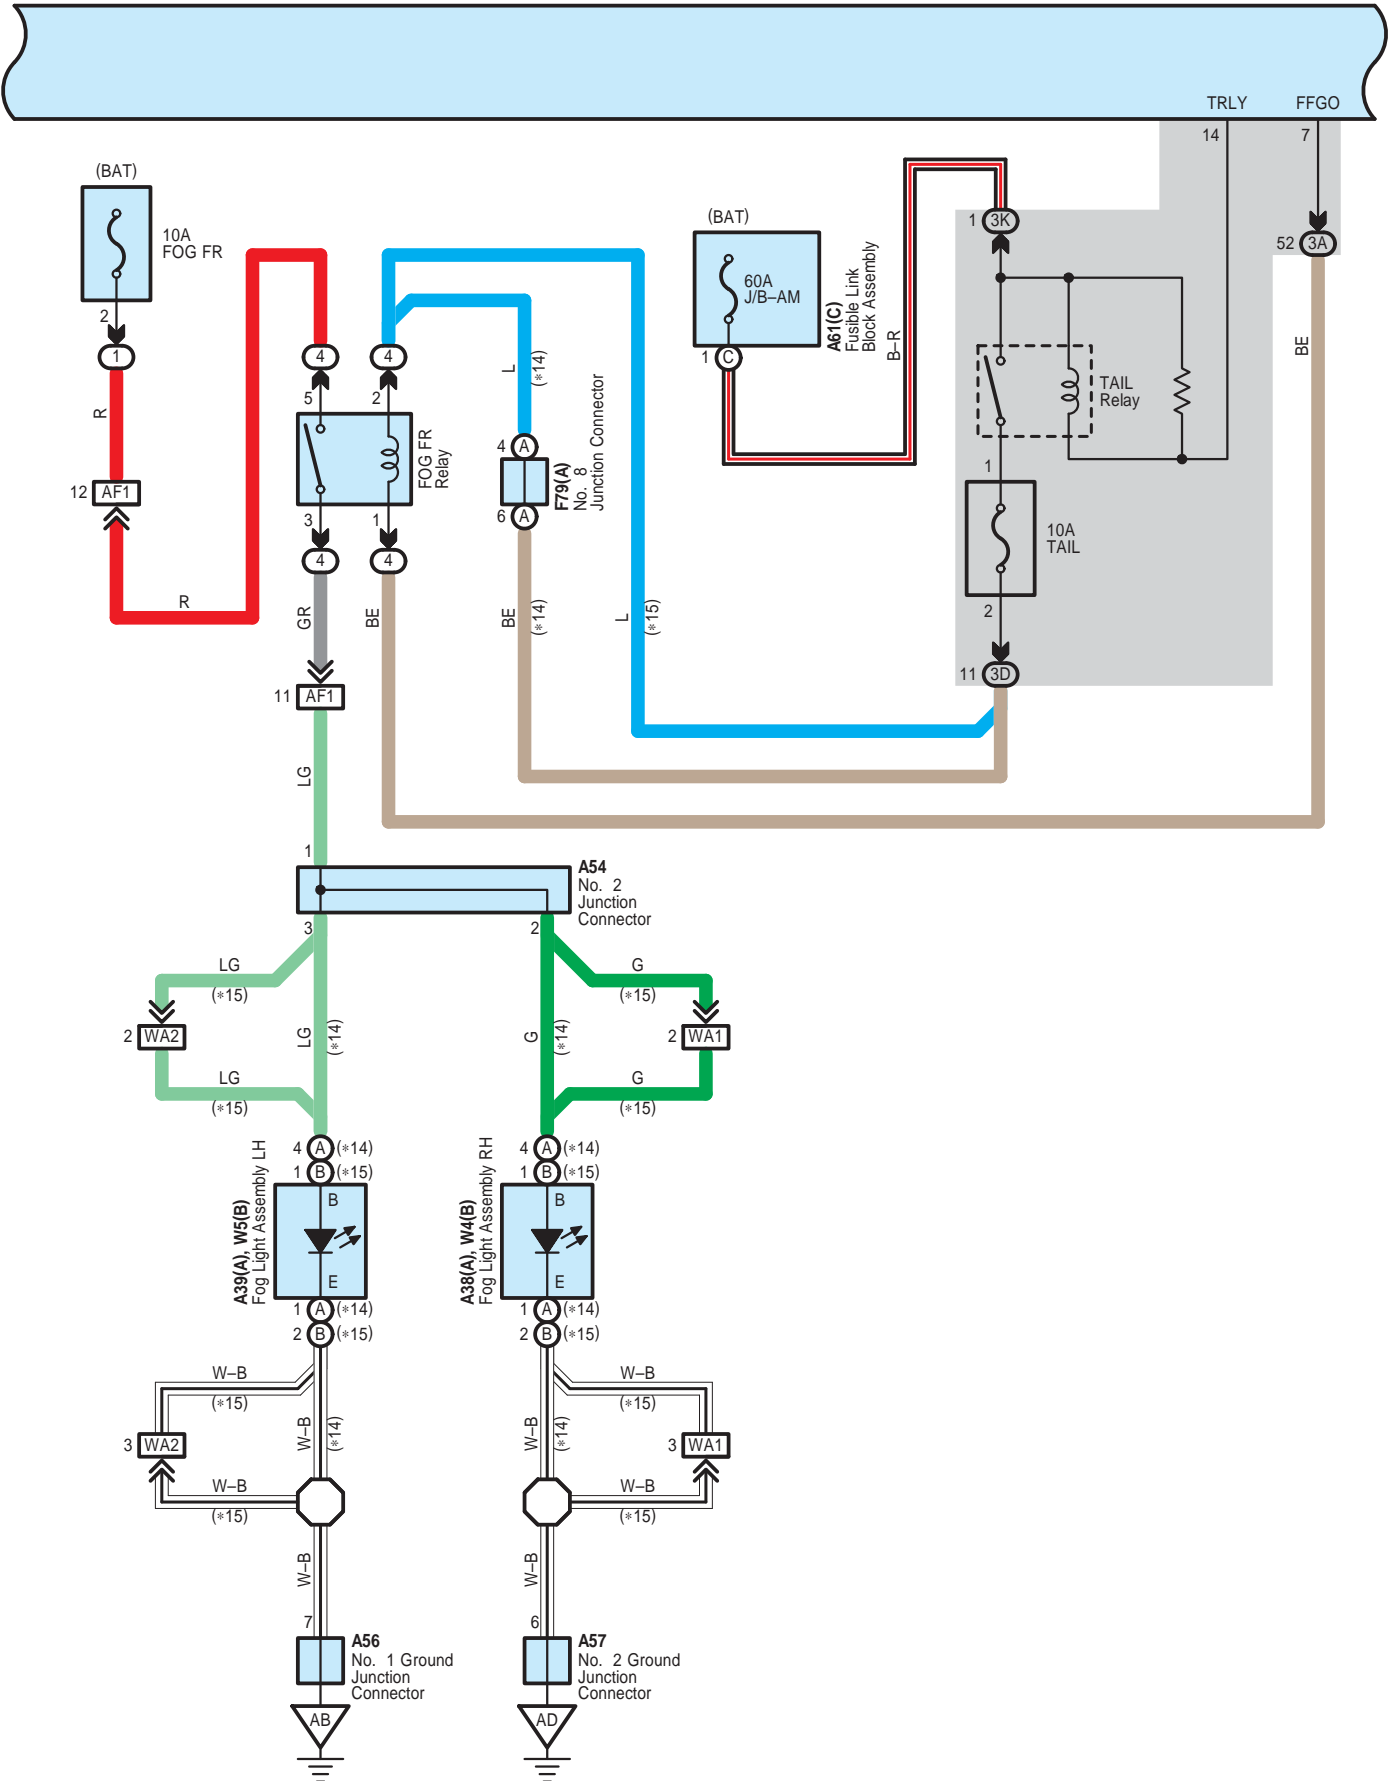 TRLY
FFGO
14
7
(BAT)
10A
FOG FR
2
1
R
12
AF1
R
4
4
5
2
FOG FR
Relay
3
1
4
4
GR
BE
L
(*14)
4
A
F79(A)
No. 8
Junction Connector
6
A
BE
(*14)
L
(*15)
(BAT)
60A
J/B–AM
1
C
A61(C)
Fusible Link
Block Assembly
B–R
1
3K
52
3A
BE
TAIL
Relay
1
10A
TAIL
2
11
3D
11
AF1
LG
1
A54
No. 2
Junction
Connector
3
2
LG
(*15)
G
(*15)
2
WA2
LG
(*14)
G
(*14)
2
WA1
LG
(*15)
G
(*15)
4
A
(*14)
1
B
(*15)
4
A
(*14)
1
B
(*15)
A39(A), W5(B)
Fog Light Assembly LH
B
E
A38(A), W4(B)
Fog Light Assembly RH
B
E
1
A
(*14)
2
B
(*15)
1
A
(*14)
2
B
(*15)
W–B
(*15)
W–B
(*15)
3
WA2
W–B
(*14)
W–B
(*14)
3
WA1
W–B
(*15)
W–B
(*15)
W–B
W–B
7
A56
No. 1 Ground
Junction
Connector
6
A57
No. 2 Ground
Junction
Connector
AB
AD